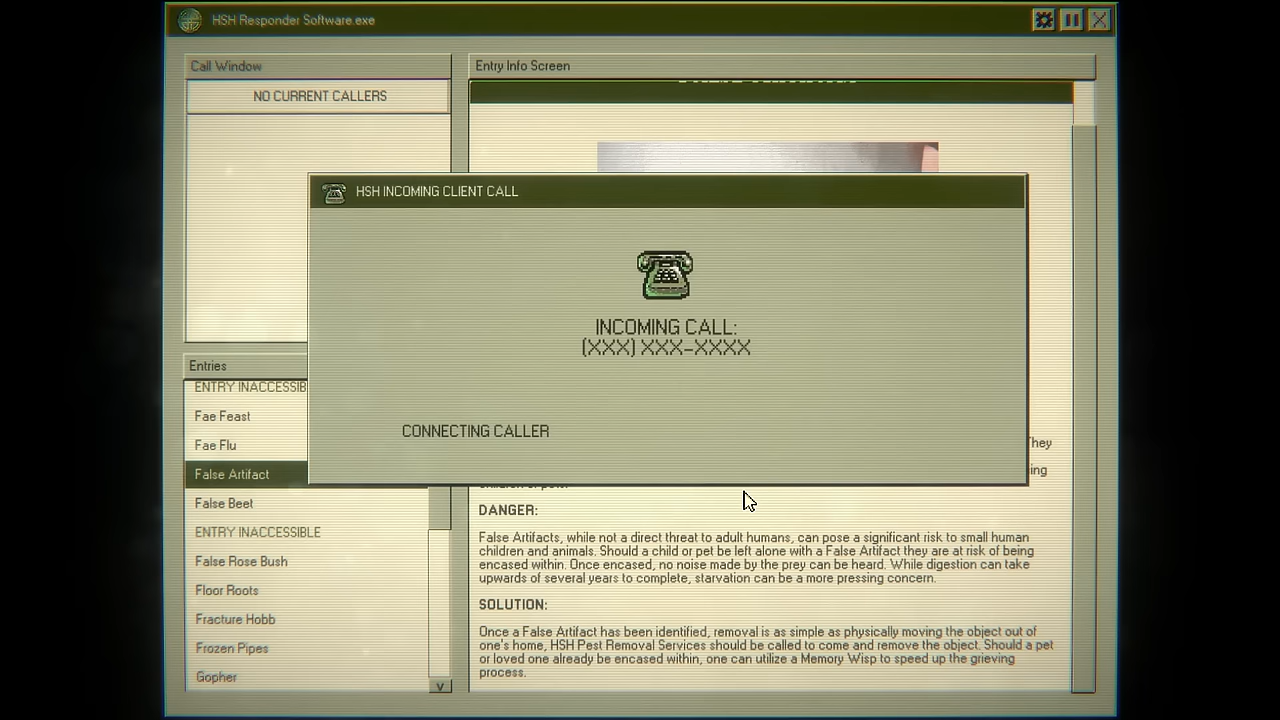 HSH Responder Software.exe
Call Window
Entry Info Screen
NO CURRENT CALLERS
HSH INCOMING CLIENT CALL
INCOMING CALL:
(XXX) XXX-XXXX
CONNECTING CALLER
Entries
ENTRY INACCESSIB
Fae Feast
Fae Flu
False Artifact
False Beet
ENTRY INACCESSIBLE
False Rose Bush
Floor Roots
Fracture Hobb
Frozen Pipes
Gopher
They
ing
DANGER:
False Artifacts, while not a direct threat to adult humans, can pose a significant risk to small human
children and animals. Should a child or pet be left alone with a False Artifact they are at risk of being
encased within. Once encased, no noise made by the prey can be heard. While digestion can take
upwards of several years to complete, starvation can be a more pressing concern.
SOLUTION:
Once a False Artifact has been identified, removal is as simple as physically moving the object out of
one's home, HSH Pest Removal Services should be called to come and remove the object. Should a pet
or loved one already be encased within, one can utilize a Memory Wisp to speed up the grieving
process.